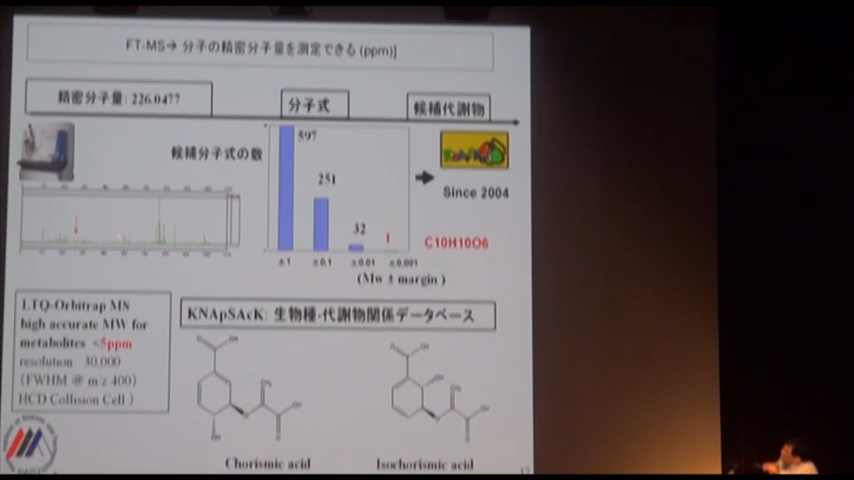 FT-MS→ 分子の精密分子量を測定できる (ppm)]
精密分子量: 226.0477
分子式
候補代謝物
候補分子式の数
597
251
32
1
±1
±0.1
±0.01
±0.001
(Mw ± margin )
Since 2004
C10H10O6
LTQ-Orbitrap MS
high accurate MW for
metabolites <5ppm
resolution 30,000
(FWHM @ m/z 400)
HCD Collision Cell )
KNApSAcK: 生物種-代謝物関係データベース
Chorismic acid
Isochorismic acid